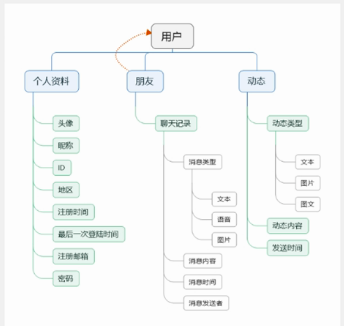 用户
个人资料
朋友
动态
头像
昵称
ID
地区
注册时间
最后一次登陆时间
注册邮箱
密码
聊天记录
消息类型
文本
语音
图片
消息内容
消息时间
消息发送者
动态类型
文本
图片
图文
动态内容
发送时间